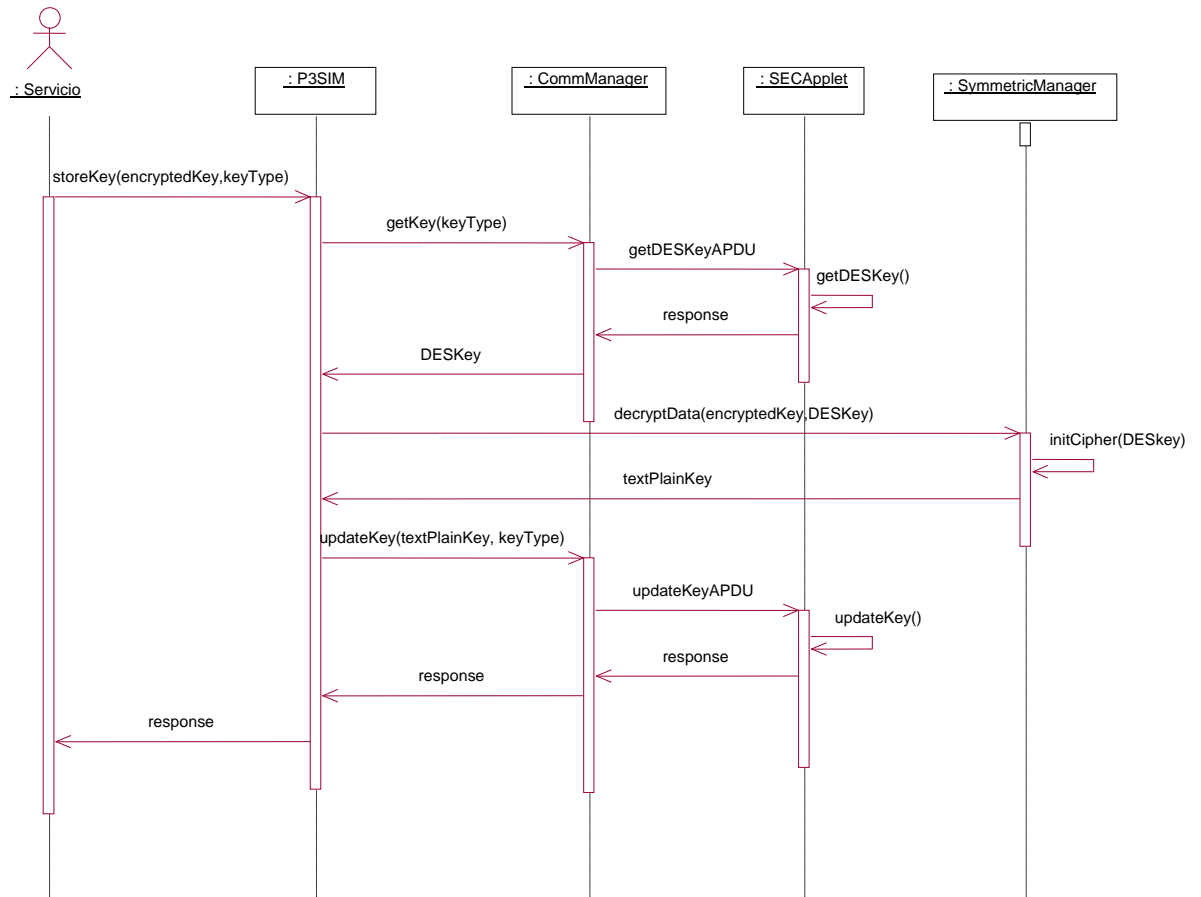 : Servicio
: P3SIM
: CommManager
: SECApplet
: SymmetricManager
storeKey(encryptedKey,keyType)
getKey(keyType)
getDESKeyAPDU
getDESKey()
response
DESKey
decryptData(encryptedKey,DESKey)
initCipher(DESkey)
textPlainKey
updateKey(textPlainKey, keyType)
updateKeyAPDU
updateKey()
response
response
response